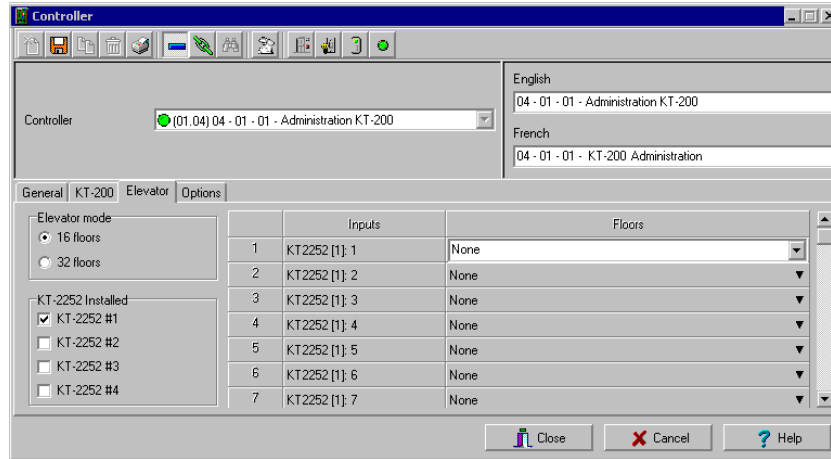 Controller
English
04 - 01 - 01 - Administration KT-200
Controller
(01.04) 04 - 01 - 01 - Administration KT-200
French
04 - 01 - 01 - KT-200 Administration
General KT-200 Elevator Options
Elevator mode
16 floors
32 floors
KT-2252 Installed
KT-2252 #1
KT-2252 #2
KT-2252 #3
KT-2252 #4
Inputs Floors
1 KT2252 [1]: 1 None
2 KT2252 [1]: 2 None
3 KT2252 [1]: 3 None
4 KT2252 [1]: 4 None
5 KT2252 [1]: 5 None
6 KT2252 [1]: 6 None
7 KT2252 [1]: 7 None
Close Cancel Help